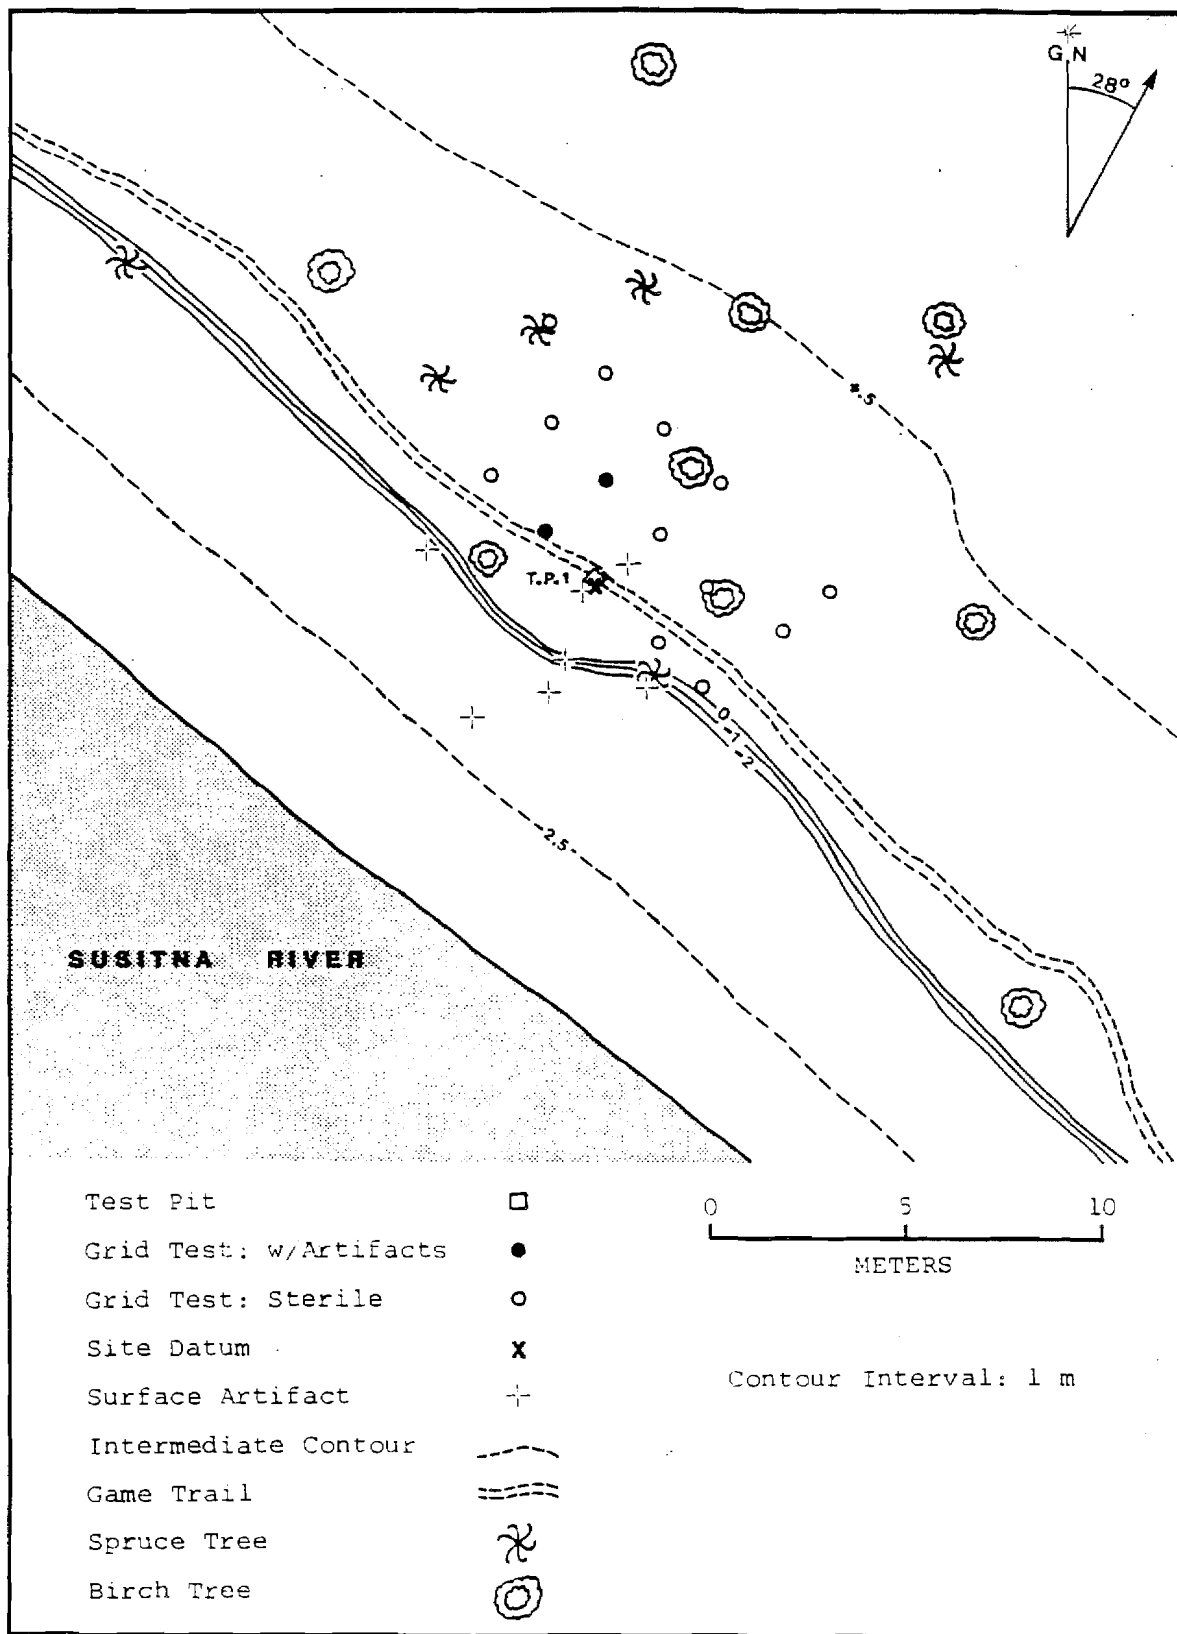 G.N
28°
+.5
T.P.1
0
-1
-2
-2.5-
SUSITNA RIVER
Test Pit
Grid Test: w/Artifacts
Grid Test: Sterile
Site Datum
Surface Artifact
Intermediate Contour
Game Trail
Spruce Tree
Birch Tree
0 5 10
METERS
Contour Interval: 1 m